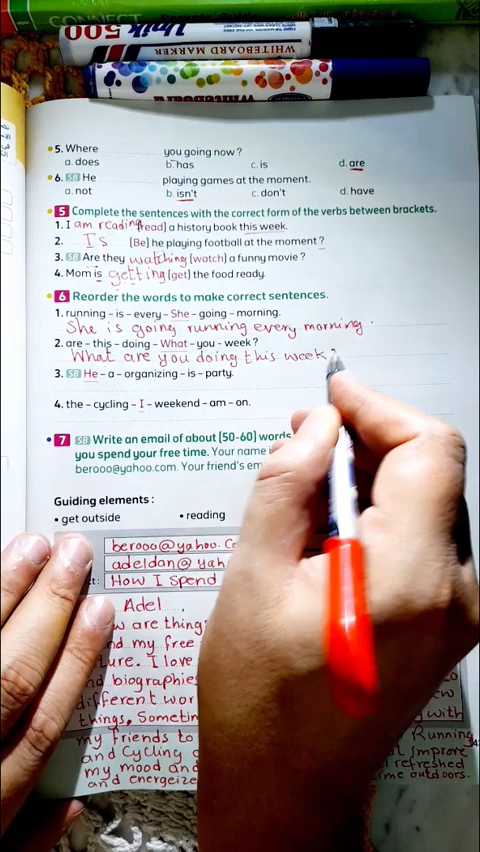 CONNECT
Unik 500
WHITEBOARD MARKER
5. Where you going now?
a. does b. has c. is d. are
6. SB He playing games at the moment.
a. not b. isn't c. don't d. have
5 Complete the sentences with the correct form of the verbs between brackets.
1. I am reading (read) a history book this week.
2. Is (Be) he playing football at the moment?
3. SB Are they watching (watch) a funny movie?
4. Mom is getting (get) the food ready.
6 Reorder the words to make correct sentences.
1. running - is - every - She - going - morning.
She is going running every morning.
2. are - this - doing - What - you - week?
What are you doing this week?
3. SB He - a - organizing - is - party.
4. the - cycling - I - weekend - am - on.
7 SB Write an email of about (50-60) words
you spend your free time. Your name
berooo@yahoo.com. Your friend's em
Guiding elements:
• get outside • reading
berooo@yahoo. C
adeldan@ yah
: How I spend
Adel
w are thing
nd my free
ture. I love
nd biographies
different wor
things, Sometin with
my friends to Running
and Cycling improve
my mood and refreshed
and energize me outdoors.